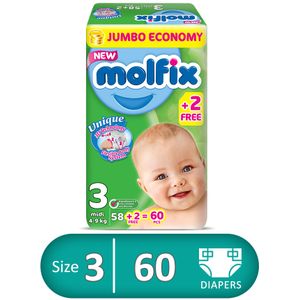 JUMBO ECONOMY
NEW
molfix
+2
FREE
Unique
3
midi
4-9 kg
58 +2 = 60
FREE PCS
Size 3
60
DIAPERS